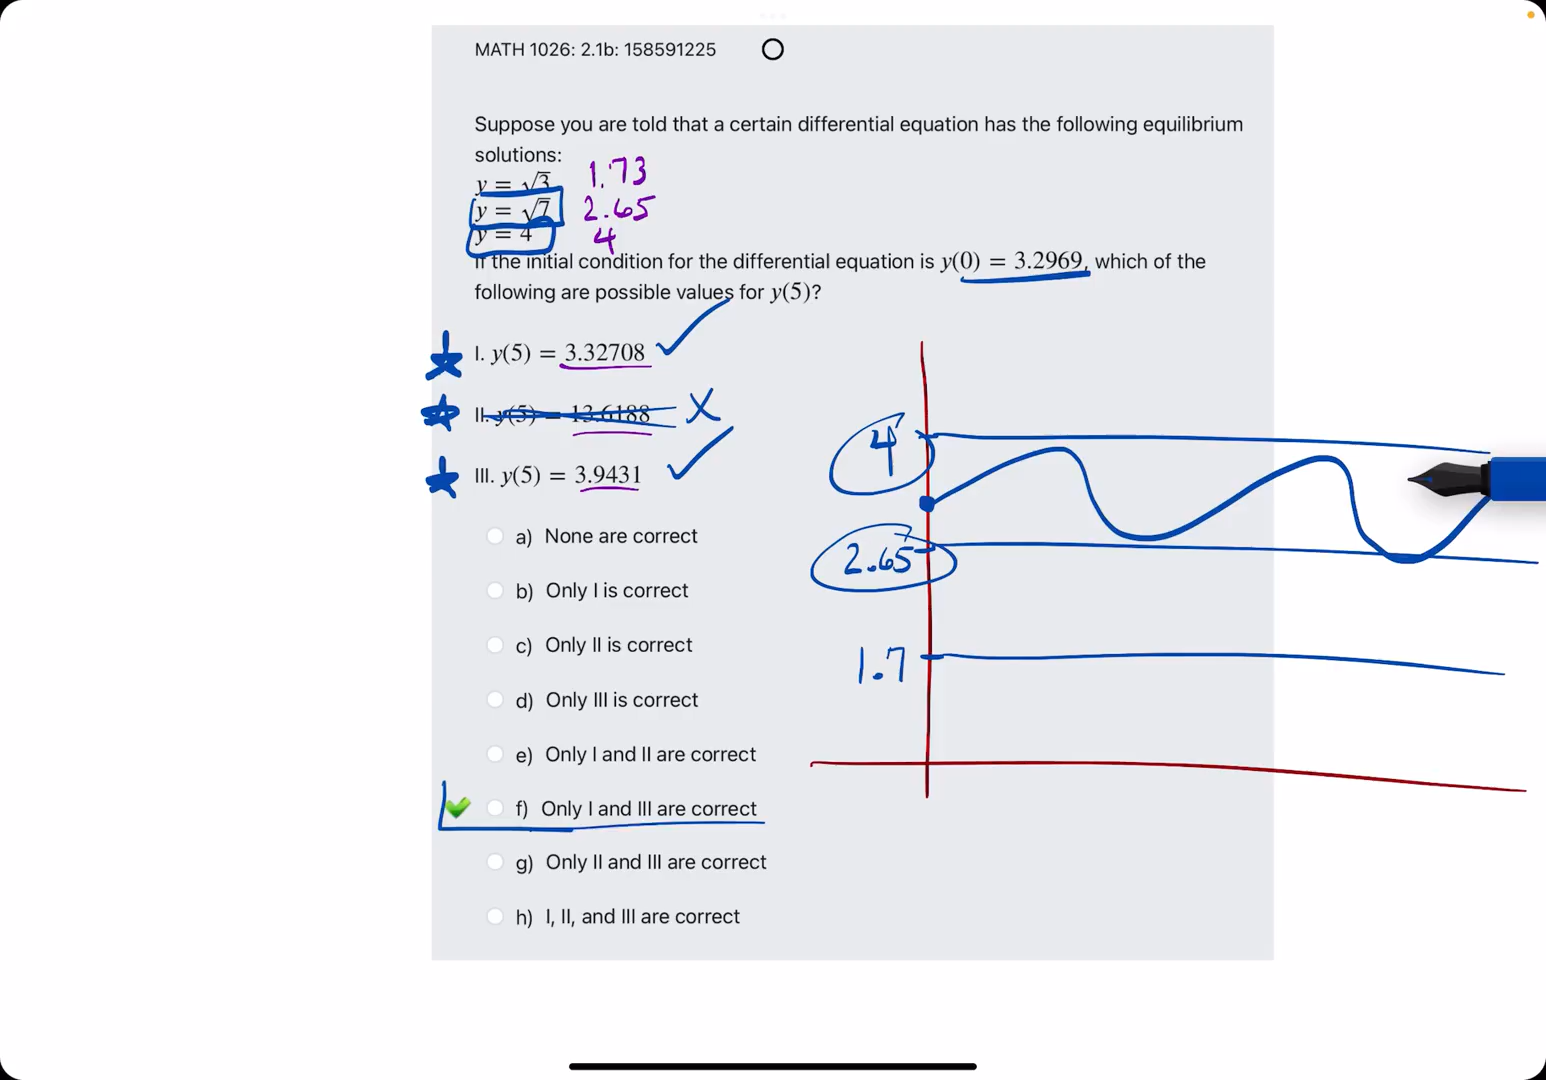 MATH 1026: 2.1b: 158591225
Suppose you are told that a certain differential equation has the following equilibrium
solutions:
y = √3 1.73
y = √7 2.65
y = 4 4
If the initial condition for the differential equation is y(0) = 3.2969, which of the
following are possible values for y(5)?
I. y(5) = 3.32708
II. y(5) = 13.6188 X
III. y(5) = 3.9431
a) None are correct
b) Only I is correct
c) Only II is correct
d) Only III is correct
e) Only I and II are correct
f) Only I and III are correct
g) Only II and III are correct
h) I, II, and III are correct
4
2.65
1.7